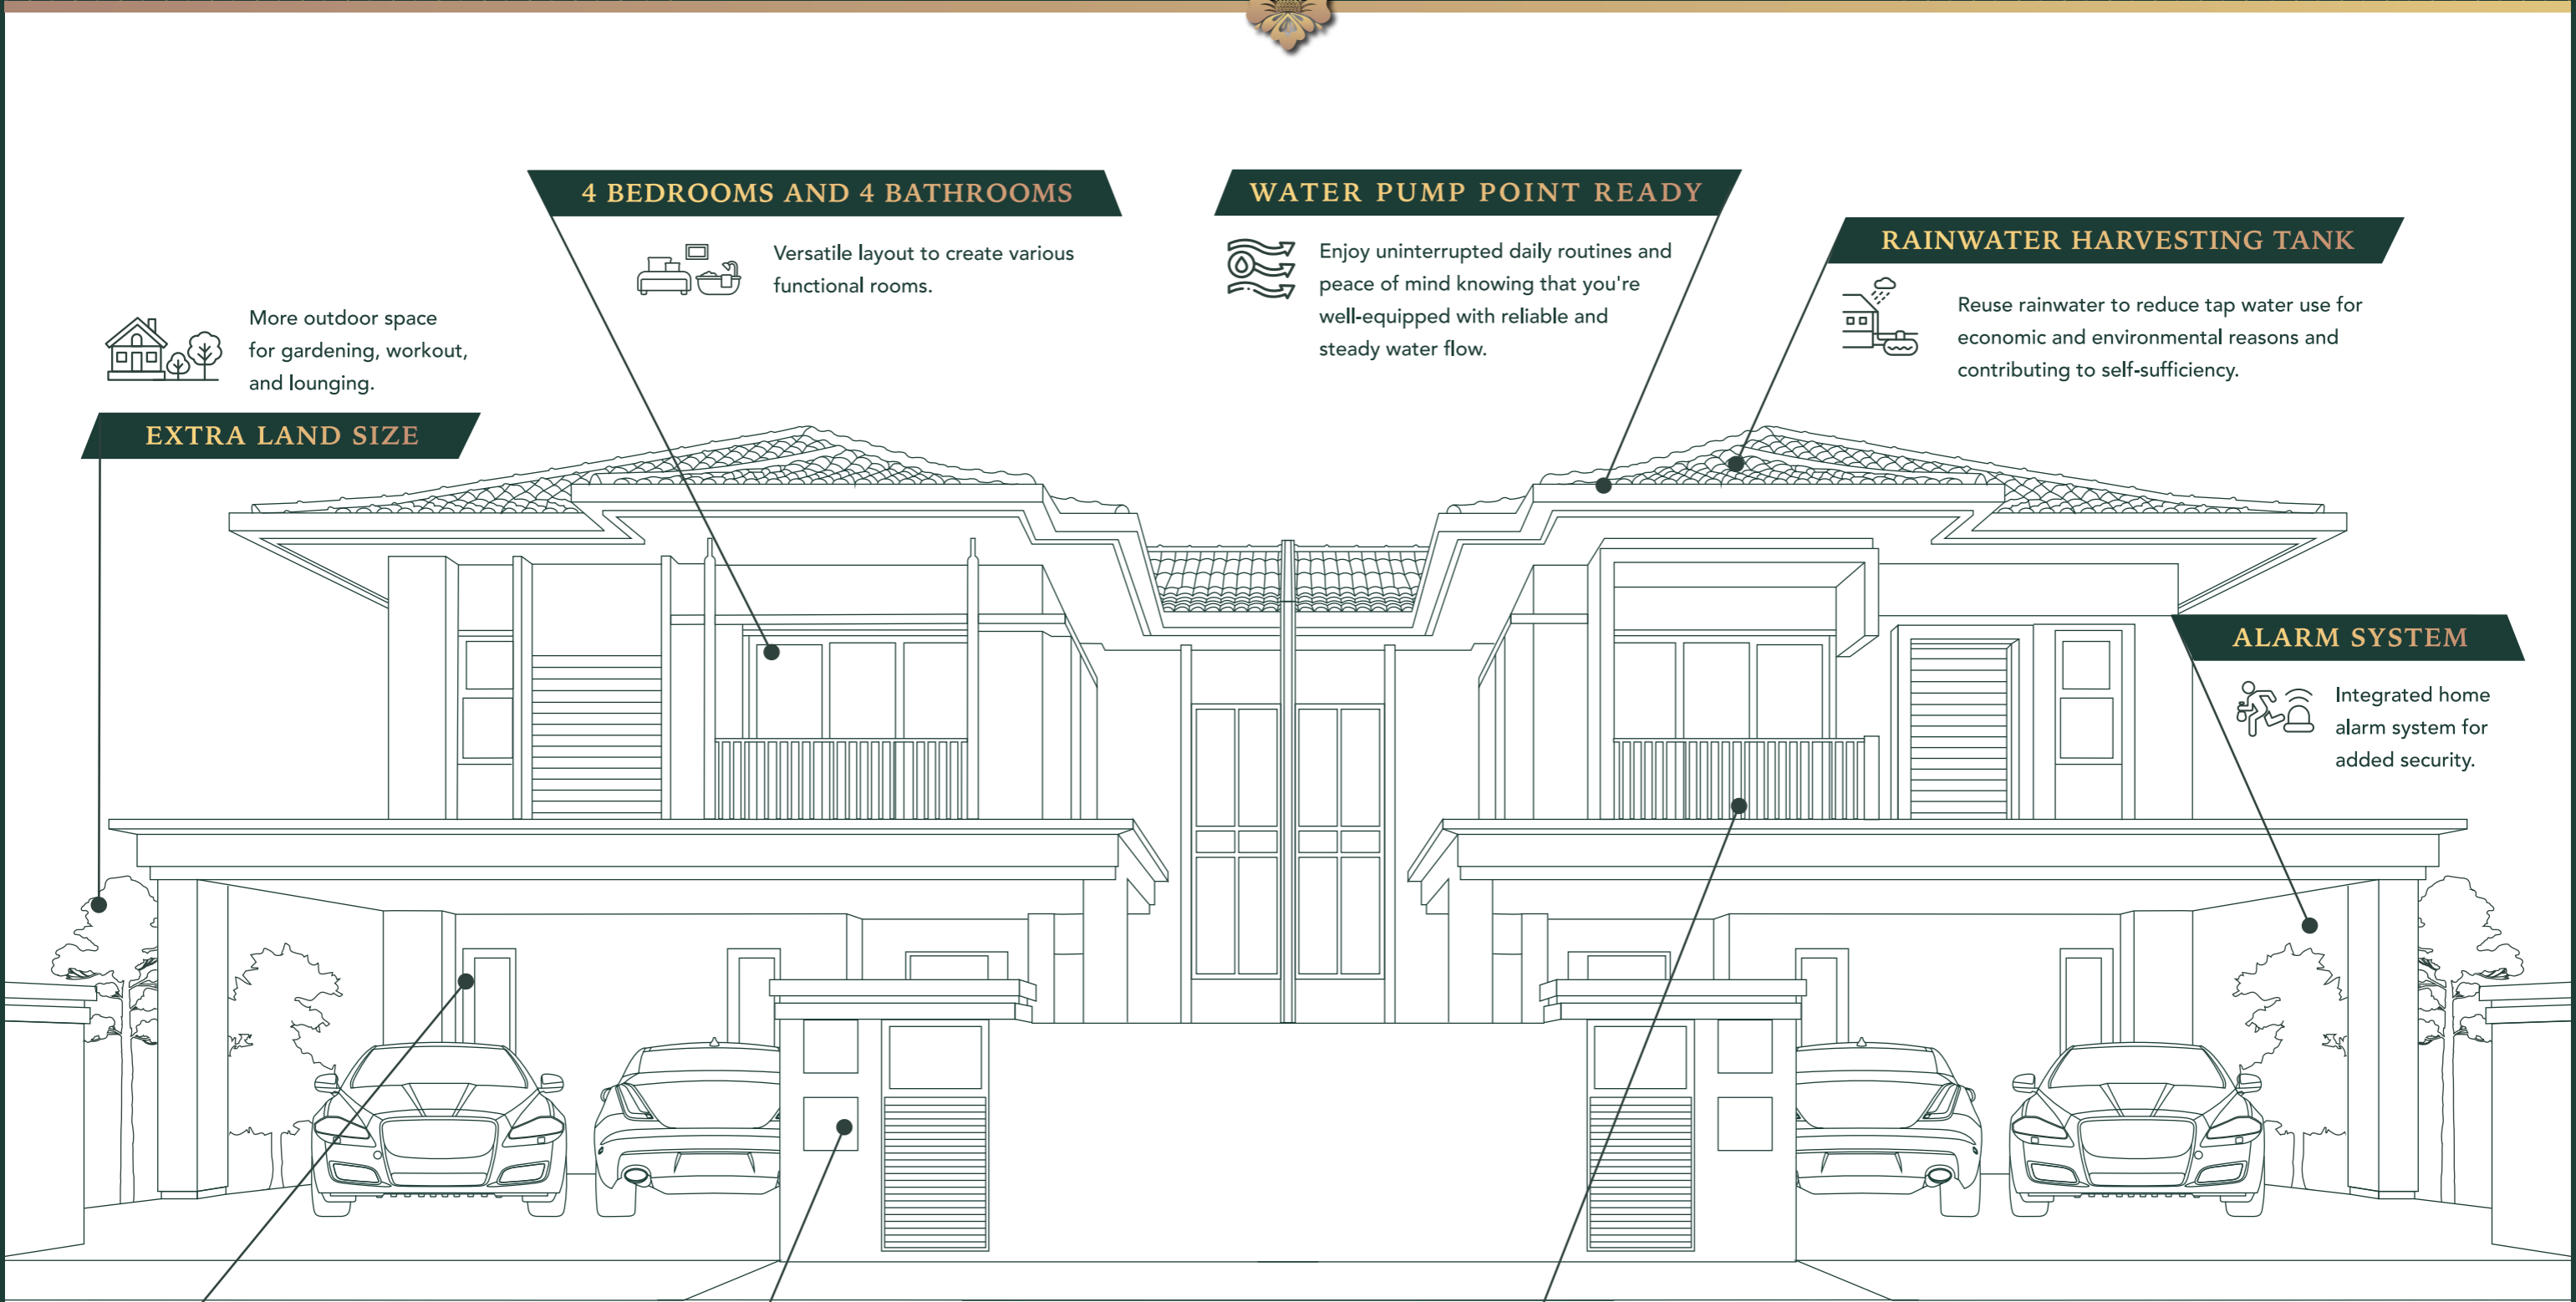 4 BEDROOMS AND 4 BATHROOMS
Versatile layout to create various
functional rooms.
WATER PUMP POINT READY
Enjoy uninterrupted daily routines and
peace of mind knowing that you're
well-equipped with reliable and
steady water flow.
RAINWATER HARVESTING TANK
Reuse rainwater to reduce tap water use for
economic and environmental reasons and
contributing to self-sufficiency.
More outdoor space
for gardening, workout,
and lounging.
EXTRA LAND SIZE
ALARM SYSTEM
Integrated home
alarm system for
added security.